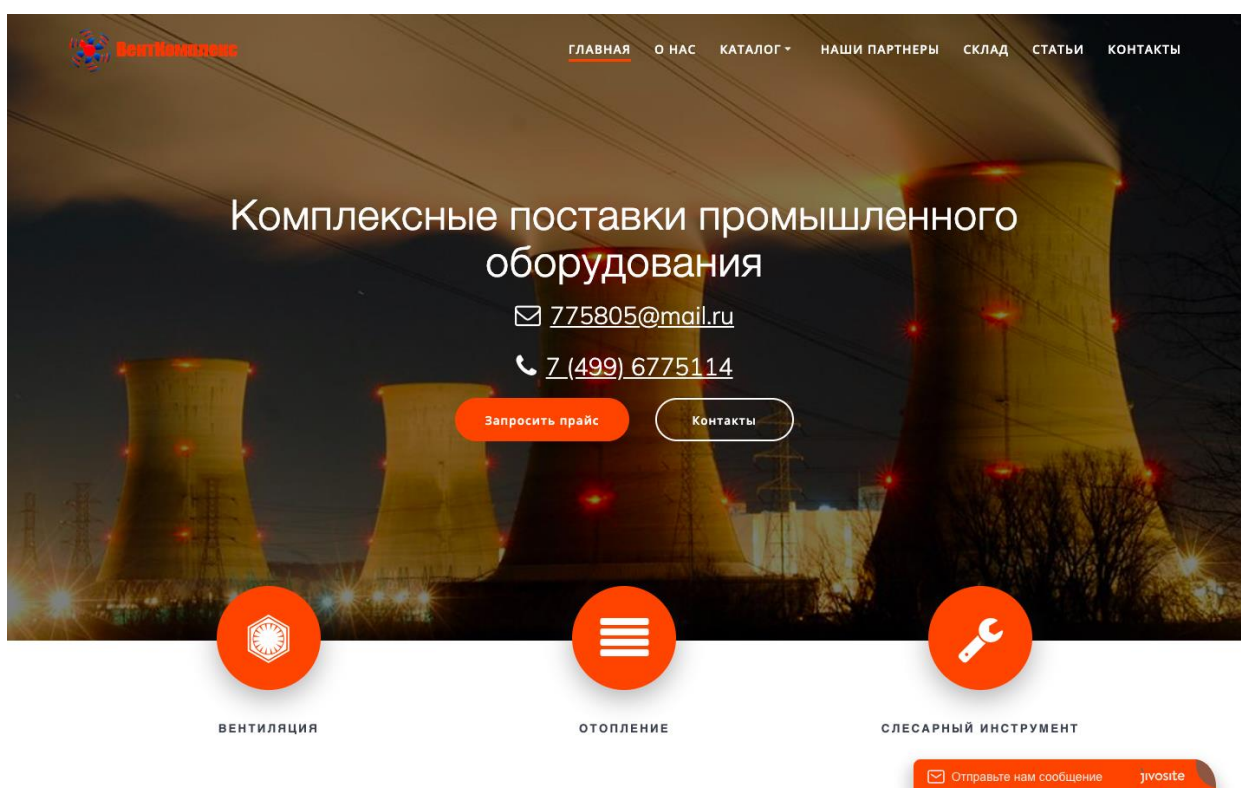 ВентКомплекс
ГЛАВНАЯ О НАС КАТАЛОГ НАШИ ПАРТНЕРЫ СКЛАД СТАТЬИ КОНТАКТЫ
Комплексные поставки промышленного
оборудования
775805@mail.ru
7 (499) 6775114
Запросить прайс Контакты
ВЕНТИЛЯЦИЯ ОТОПЛЕНИЕ СЛЕСАРНЫЙ ИНСТРУМЕНТ
Отправьте нам сообщение jivosite